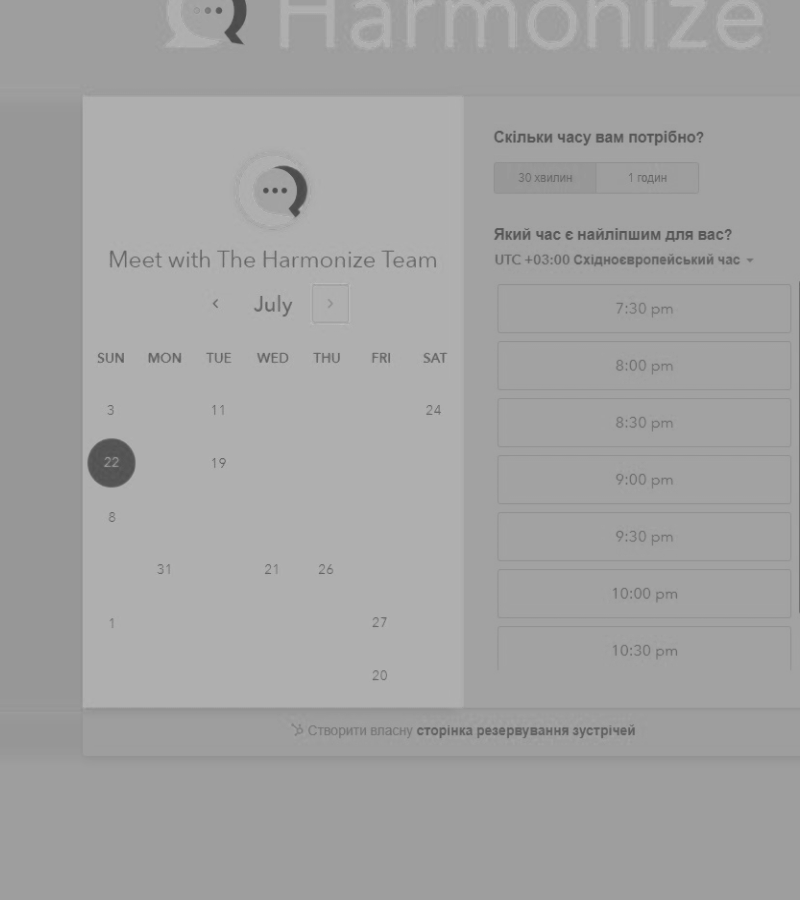 Harmonize
Meet with The Harmonize Team
July
SUN MON TUE WED THU FRI SAT
3 11 24
22 19
8
31 21 26
1 27
20
Скільки часу вам потрібно?
30 хвилин 1 годин
Який час є найліпшим для вас?
UTC +03:00 Східноєвропейський час
7:30 pm
8:00 pm
8:30 pm
9:00 pm
9:30 pm
10:00 pm
10:30 pm
Створити власну сторінка резервування зустрічей